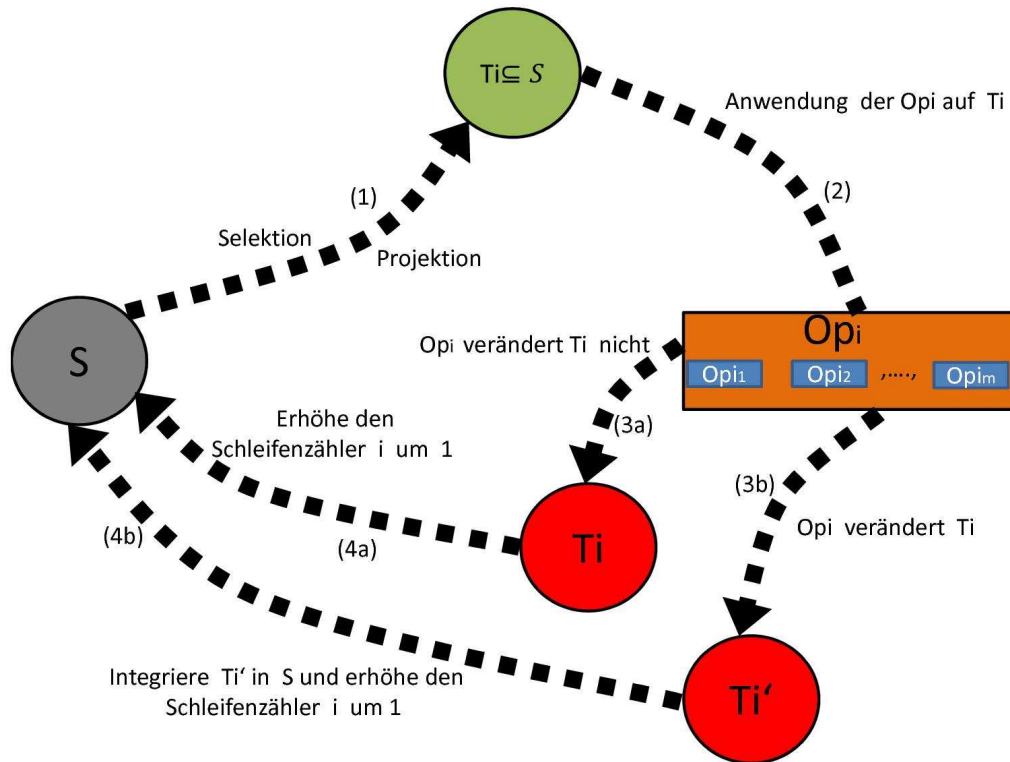 Ti⊆ S
Anwendung der Opi auf Ti
(1)
(2)
Selektion
Projektion
S
Opi verändert Ti nicht
Opi
Opi1 Opi2 ,...., Opim
Erhöhe den
Schleifenzähler i um 1
(3a)
(3b)
Opi verändert Ti
(4b)
(4a)
Ti
Integriere Ti‘ in S und erhöhe den
Schleifenzähler i um 1
Ti‘